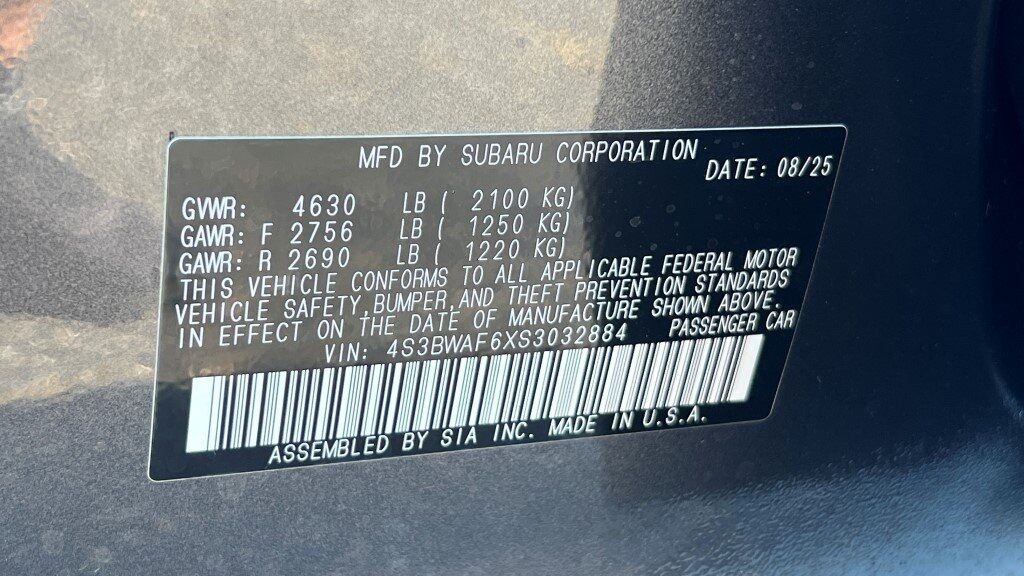 MFD BY SUBARU CORPORATION DATE: 08/25
GVWR: 4630 LB ( 2100 KG)
GAWR: F 2756 LB ( 1250 KG)
GAWR: R 2690 LB ( 1220 KG)
THIS VEHICLE CONFORMS TO ALL APPLICABLE FEDERAL MOTOR
VEHICLE SAFETY,BUMPER,AND THEFT PREVENTION STANDARDS
IN EFFECT ON THE DATE OF MANUFACTURE SHOWN ABOVE.
VIN: 4S3BWAF6XS3032884 PASSENGER CAR
ASSEMBLED BY SIA INC. MADE IN U.S.A.